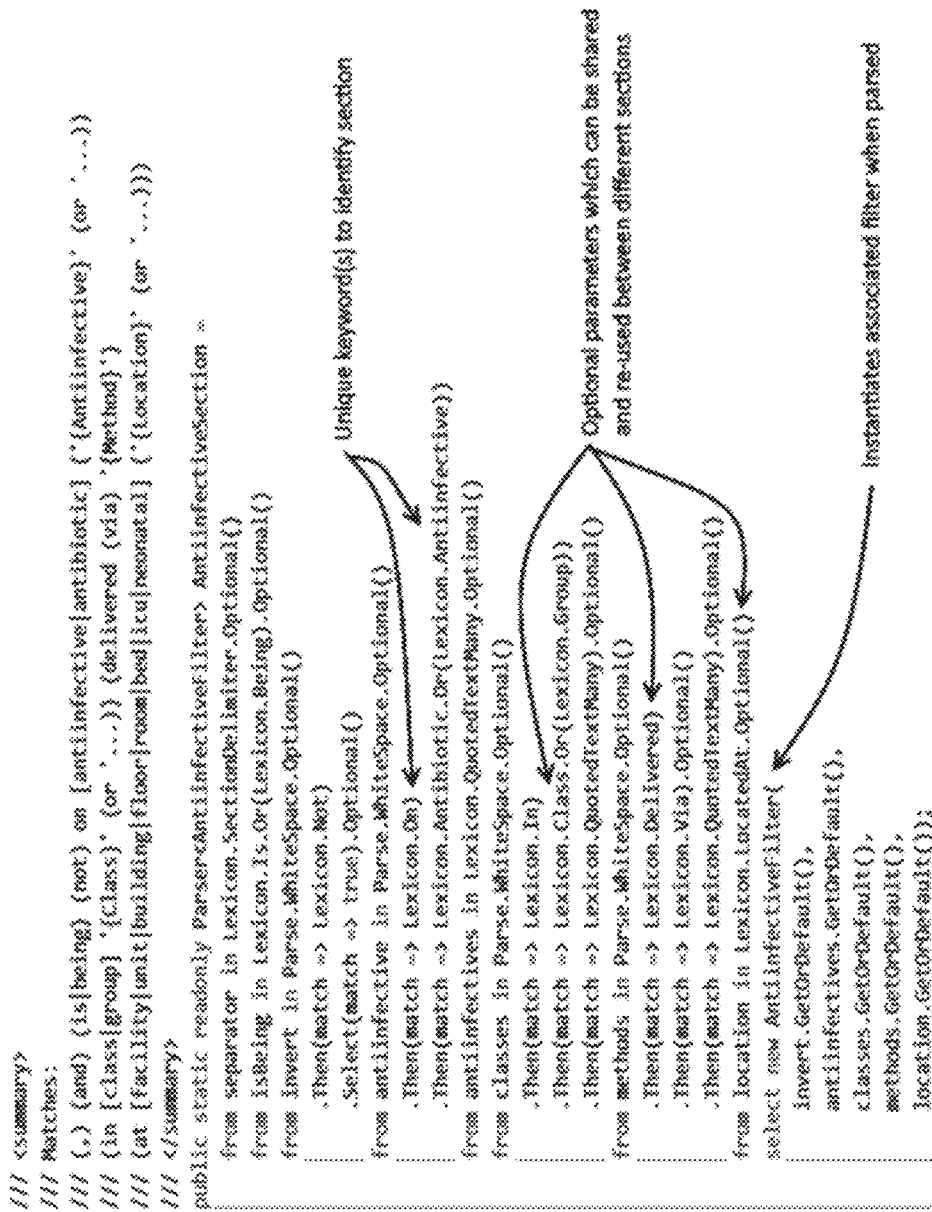 /// <summary>
/// Matches:
/// (,) (and) (is|being) (not) on [antiinfective|antibiotic] ('{Antiinfective}' (or '...))
/// (in [class|group] '{Class}' (or '...)) (delivered (via) '{Method}')
/// (at [facility|unit|building|floor|room|bed|icu|neonatal] ('{Location}' (or '...)))
/// </summary>
public static readonly Parser<AntiinfectiveFilter> AntiinfectiveSection =
from separator in Lexicon.SectionDelimiter.Optional()
from isBeing in Lexicon.Is.Or(Lexicon.Being).Optional()
from invert in Parse.WhiteSpace.Optional()
.Then(match => Lexicon.Not)
.Select(match => true).Optional()
from antiinfective in Parse.WhiteSpace.Optional()
.Then(match => Lexicon.On)
.Then(match => Lexicon.Antibiotic.Or(Lexicon.Antiinfective))
from antiinfectives in Lexicon.QuotedTextMany.Optional()
from classes in Parse.WhiteSpace.Optional()
.Then(match => Lexicon.In)
.Then(match => Lexicon.Class.Or(Lexicon.Group))
.Then(match => Lexicon.QuotedTextMany).Optional()
from methods in Parse.WhiteSpace.Optional()
.Then(match => Lexicon.Delivered)
.Then(match => Lexicon.Via).Optional()
.Then(match => Lexicon.QuotedTextMany).Optional()
from location in Lexicon.LocatedAt.Optional()
select new AntiinfectiveFilter(
invert.GetOrDefault(),
antiinfectives.GetOrDefault(),
classes.GetOrDefault(),
methods.GetOrDefault(),
location.GetOrDefault());
Unique keyword(s) to identify section
Optional parameters which can be shared
and re-used between different sections
Instantiates associated filter when parsed